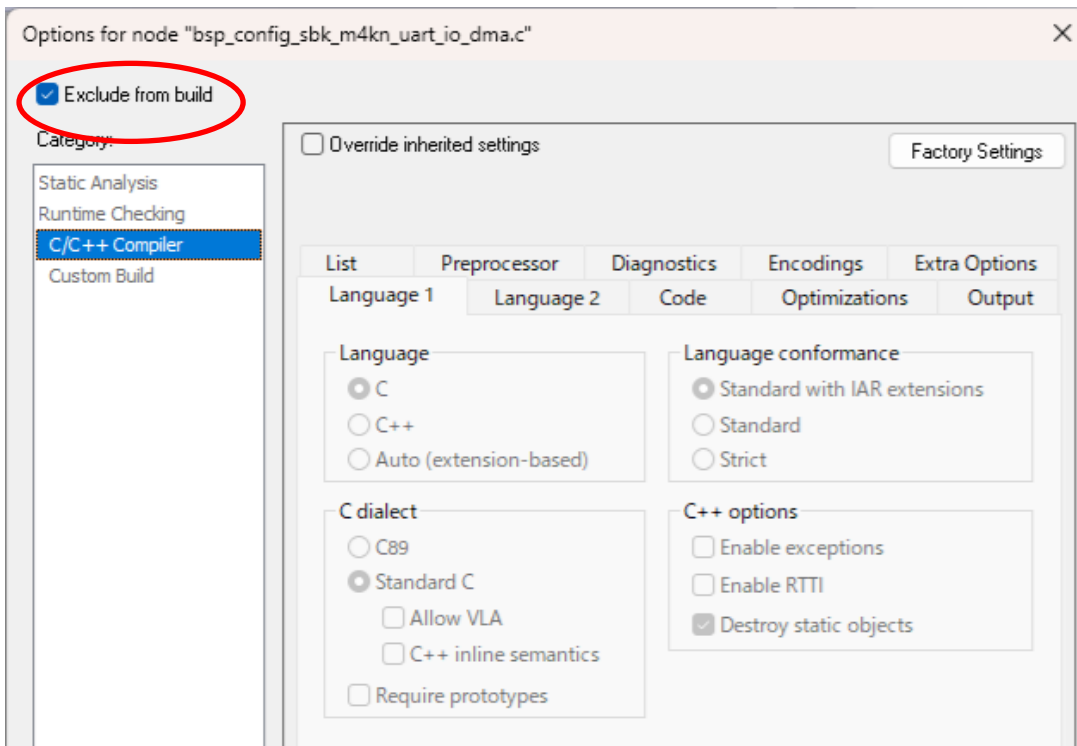 Options for node "bsp_config_sbk_m4kn_uart_io_dma.c"
Exclude from build
Category:
Static Analysis
Runtime Checking
C/C++ Compiler
Custom Build
Override inherited settings
Factory Settings
List Preprocessor Diagnostics Encodings Extra Options
Language 1 Language 2 Code Optimizations Output
Language
C
C++
Auto (extension-based)
Language conformance
Standard with IAR extensions
Standard
Strict
C dialect
C89
Standard C
Allow VLA
C++ inline semantics
Require prototypes
C++ options
Enable exceptions
Enable RTTI
Destroy static objects